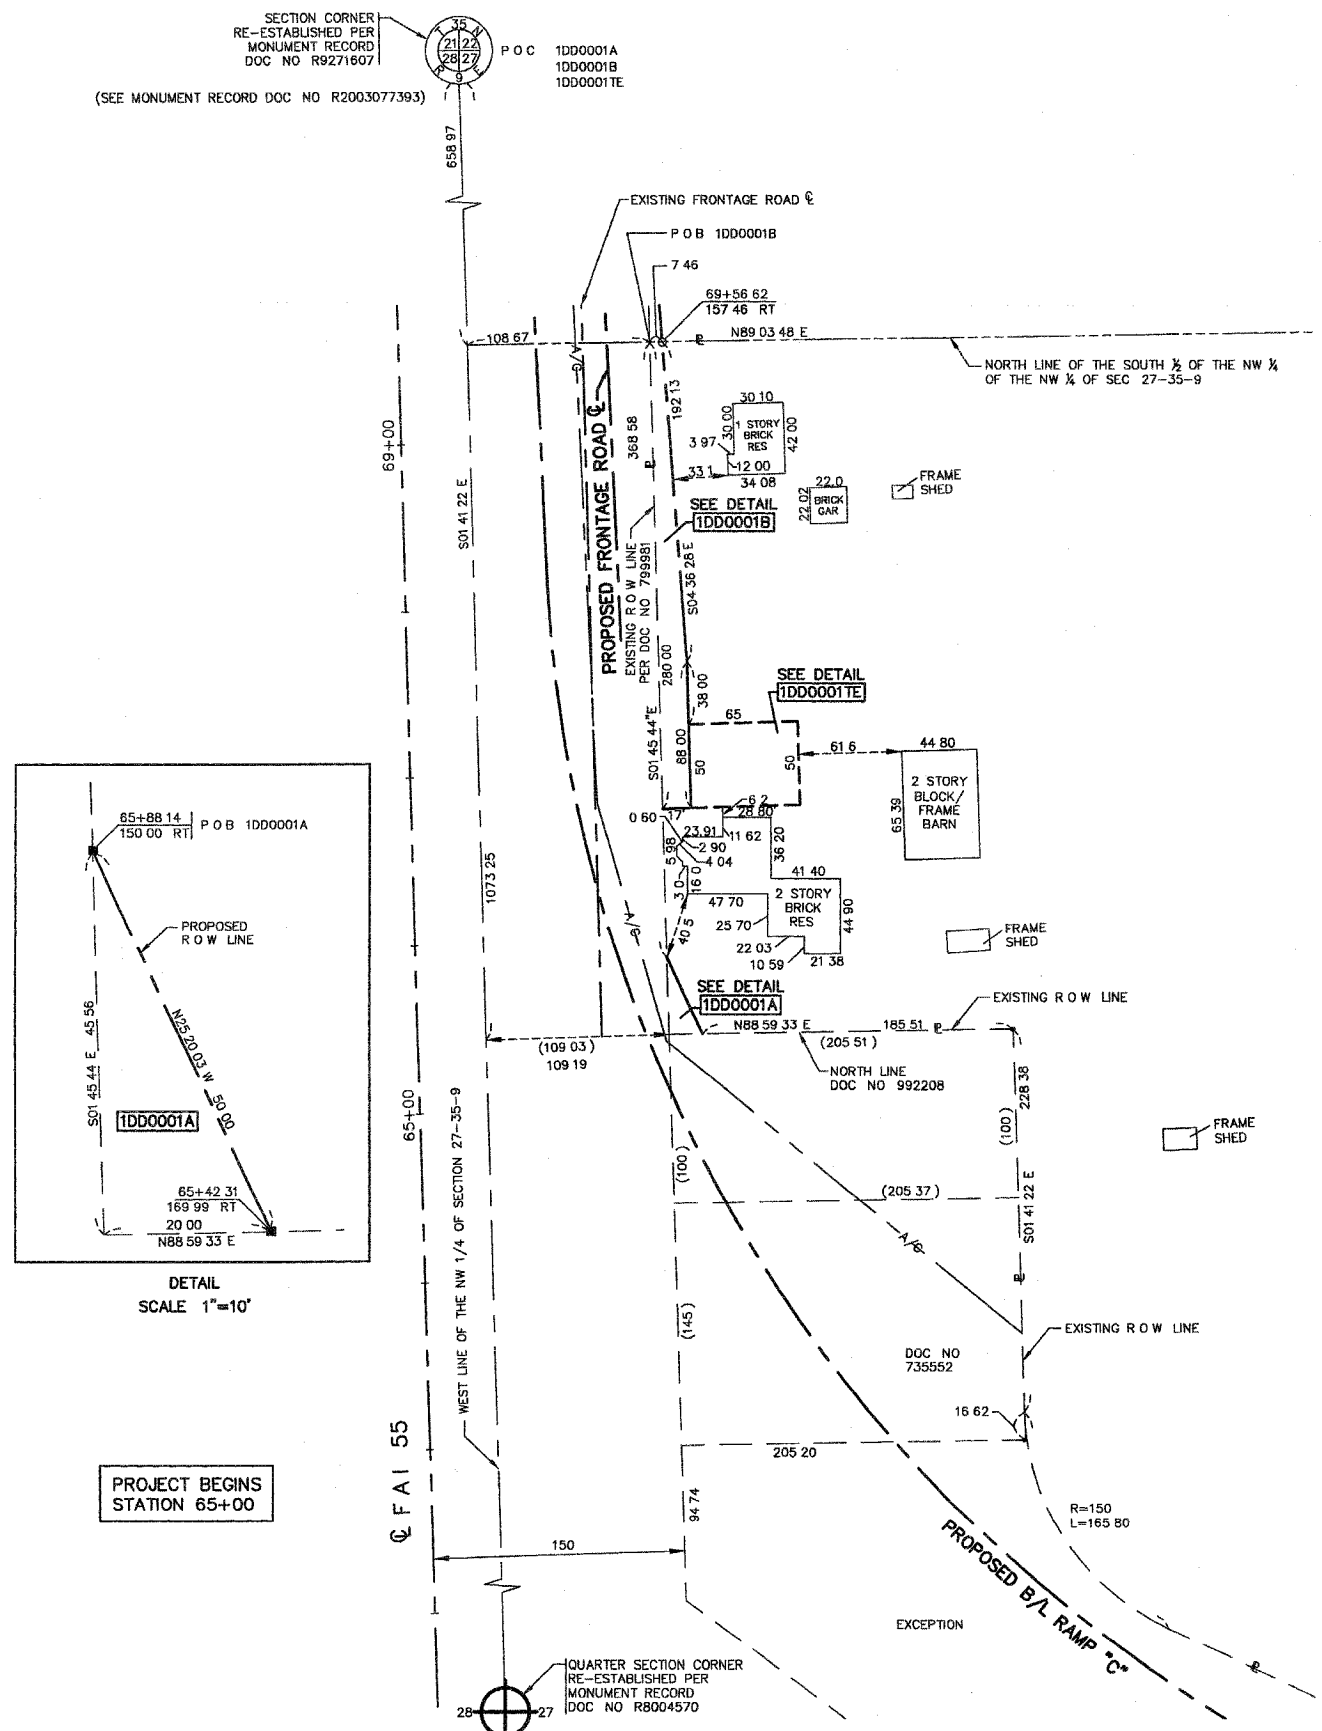 SECTION CORNER
RE-ESTABLISHED PER
MONUMENT RECORD
DOC NO R9271607
T 35 N
21 22
28 27
R 9 E
P O C
1DD0001A
1DD0001B
1DD0001TE
(SEE MONUMENT RECORD DOC NO R2003077393)
658 97
EXISTING FRONTAGE ROAD ℄
P O B 1DD0001B
7 46
69+56 62
157 46 RT
108 67
N89 03 48 E
NORTH LINE OF THE SOUTH ½ OF THE NW ¼
OF THE NW ¼ OF SEC 27-35-9
69+00
S01 41 22 E
PROPOSED FRONTAGE ROAD ℄
368 58
192 13
30 10
30 00
1 STORY
BRICK
RES
42 00
3 97
12 00
33 1
34 08
22.0
22 02
BRICK
GAR
FRAME
SHED
SEE DETAIL
1DD0001B
EXISTING R O W LINE
PER DOC NO 799981
S04 36 28 E
280 00
38 00
SEE DETAIL
1DD0001TE
65
S01 45 44"E
88 00
50
50
61 6
44 80
2 STORY
BLOCK/
FRAME
BARN
65 39
0 60
17
6 2
28 80
23.91
11 62
2 90
4 04
5 98
36 20
3 0
16 0
41 40
47 70
2 STORY
BRICK
RES
44 90
25 70
22 03
10 59
21 38
40 5
A/C
FRAME
SHED
1073 25
SEE DETAIL
1DD0001A
N88 59 33 E
185 51
(205 51)
EXISTING R O W LINE
(109 03)
109 19
NORTH LINE
DOC NO 992208
228 38
(100)
FRAME
SHED
65+88 14
150 00 RT
P O B 1DD0001A
PROPOSED
R O W LINE
S01 45 44 E 45 56
N25 20 03 W 50 00
1DD0001A
65+42 31
169 99 RT
20 00
N88 59 33 E
DETAIL
SCALE 1"=10'
65+00
WEST LINE OF THE NW 1/4 OF SECTION 27-35-9
(100)
(205 37)
S01 41 22 E
A/C
(145)
EXISTING R O W LINE
DOC NO
735552
16 62
205 20
℄ F A I 55
PROJECT BEGINS
STATION 65+00
94 74
R=150
L=165 80
150
PROPOSED B/L RAMP "C"
EXCEPTION
QUARTER SECTION CORNER
RE-ESTABLISHED PER
MONUMENT RECORD
DOC NO R8004570
28
27